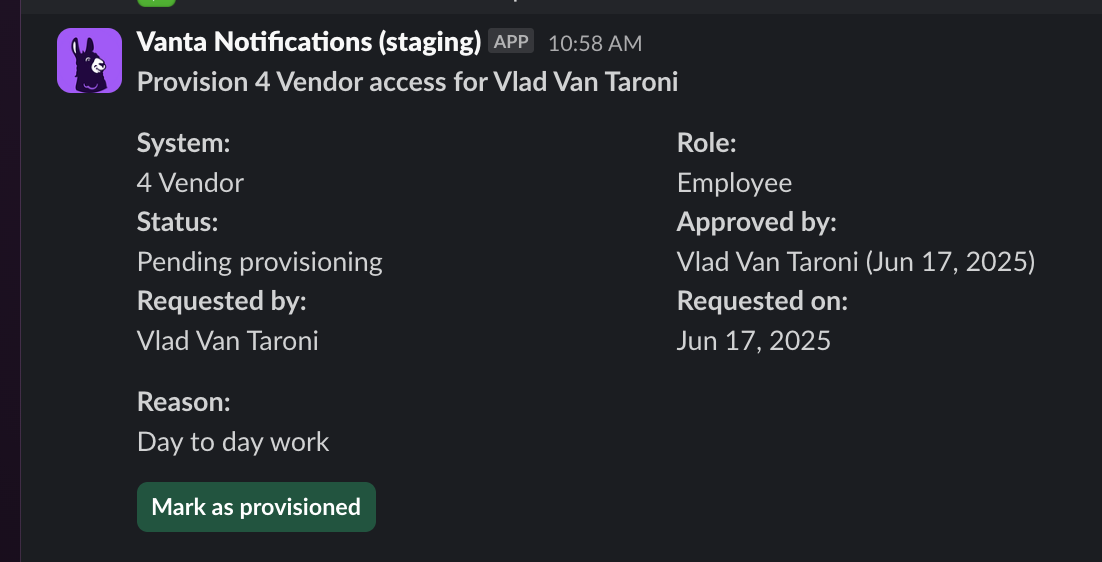 Vanta Notifications (staging) APP 10:58 AM
Provision 4 Vendor access for Vlad Van Taroni
System:
4 Vendor
Role:
Employee
Status:
Pending provisioning
Approved by:
Vlad Van Taroni (Jun 17, 2025)
Requested by:
Vlad Van Taroni
Requested on:
Jun 17, 2025
Reason:
Day to day work
Mark as provisioned